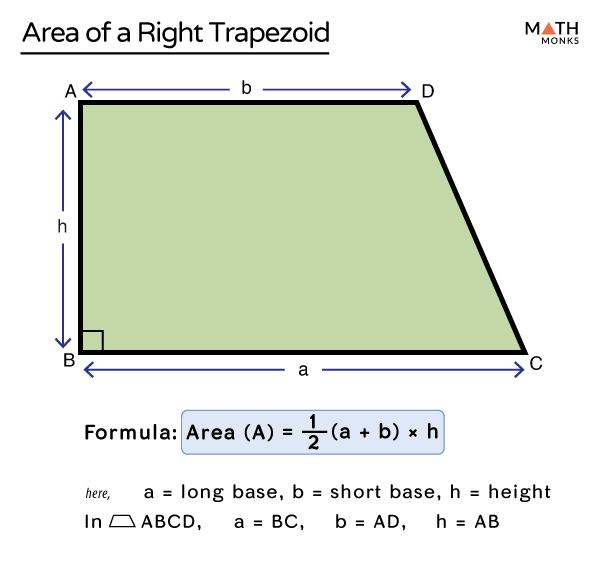 Area of a Right Trapezoid
MATH
MONKS
A b D
h
B a C
Formula: Area (A) = 1/2 (a + b) × h
here, a = long base, b = short base, h = height
In ABCD, a = BC, b = AD, h = AB